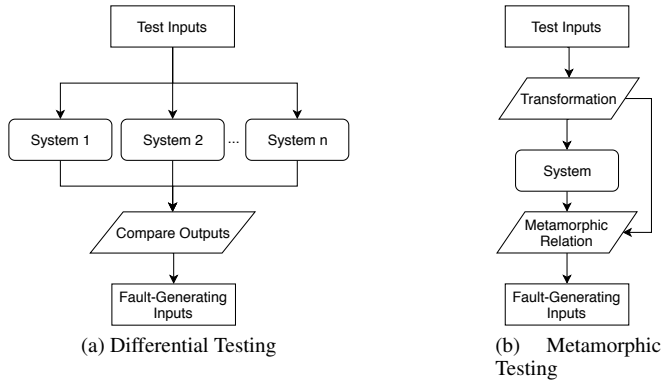 Test Inputs
System 1
System 2
...
System n
Compare Outputs
Fault-Generating
Inputs
(a) Differential Testing
Test Inputs
Transformation
System
Metamorphic
Relation
Fault-Generating
Inputs
(b) Metamorphic
Testing